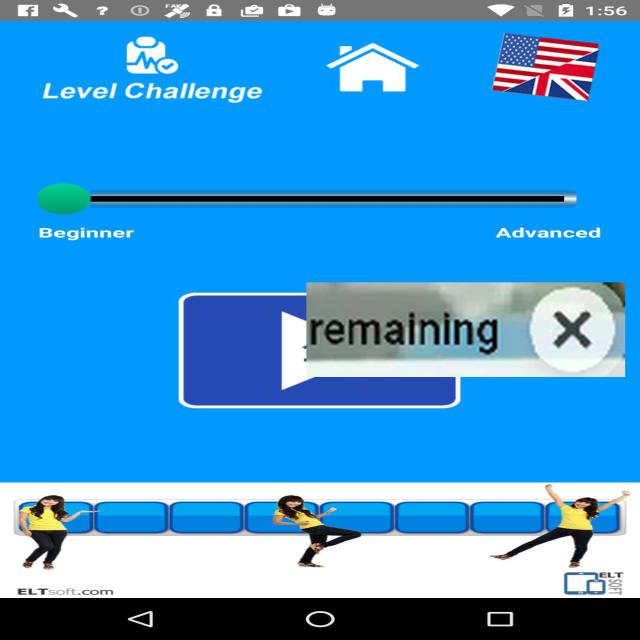 1:56
Level Challenge
Beginner
Advanced
remaining
ELTsoft.com
ELT
SOFT